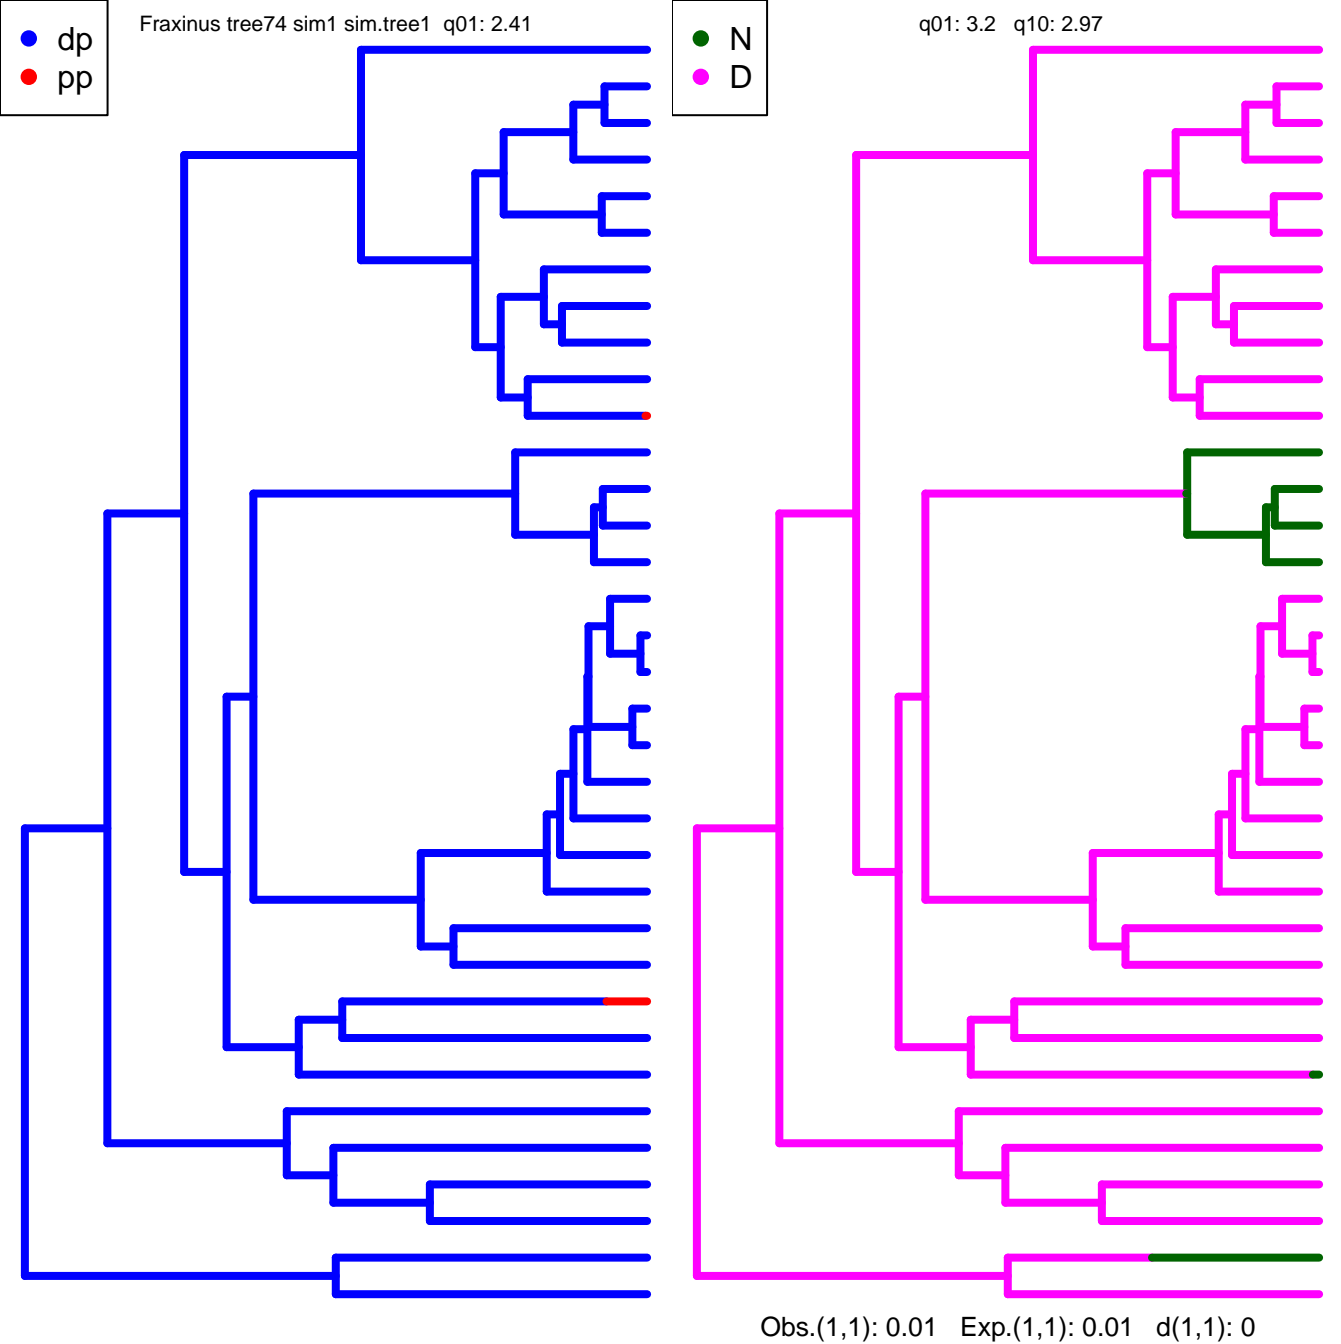 Fraxinus tree74 sim1 sim.tree1  q01: 2.41
dp
pp
q01: 3.2   q10: 2.97
N
D
Obs.(1,1): 0.01   Exp.(1,1): 0.01   d(1,1): 0